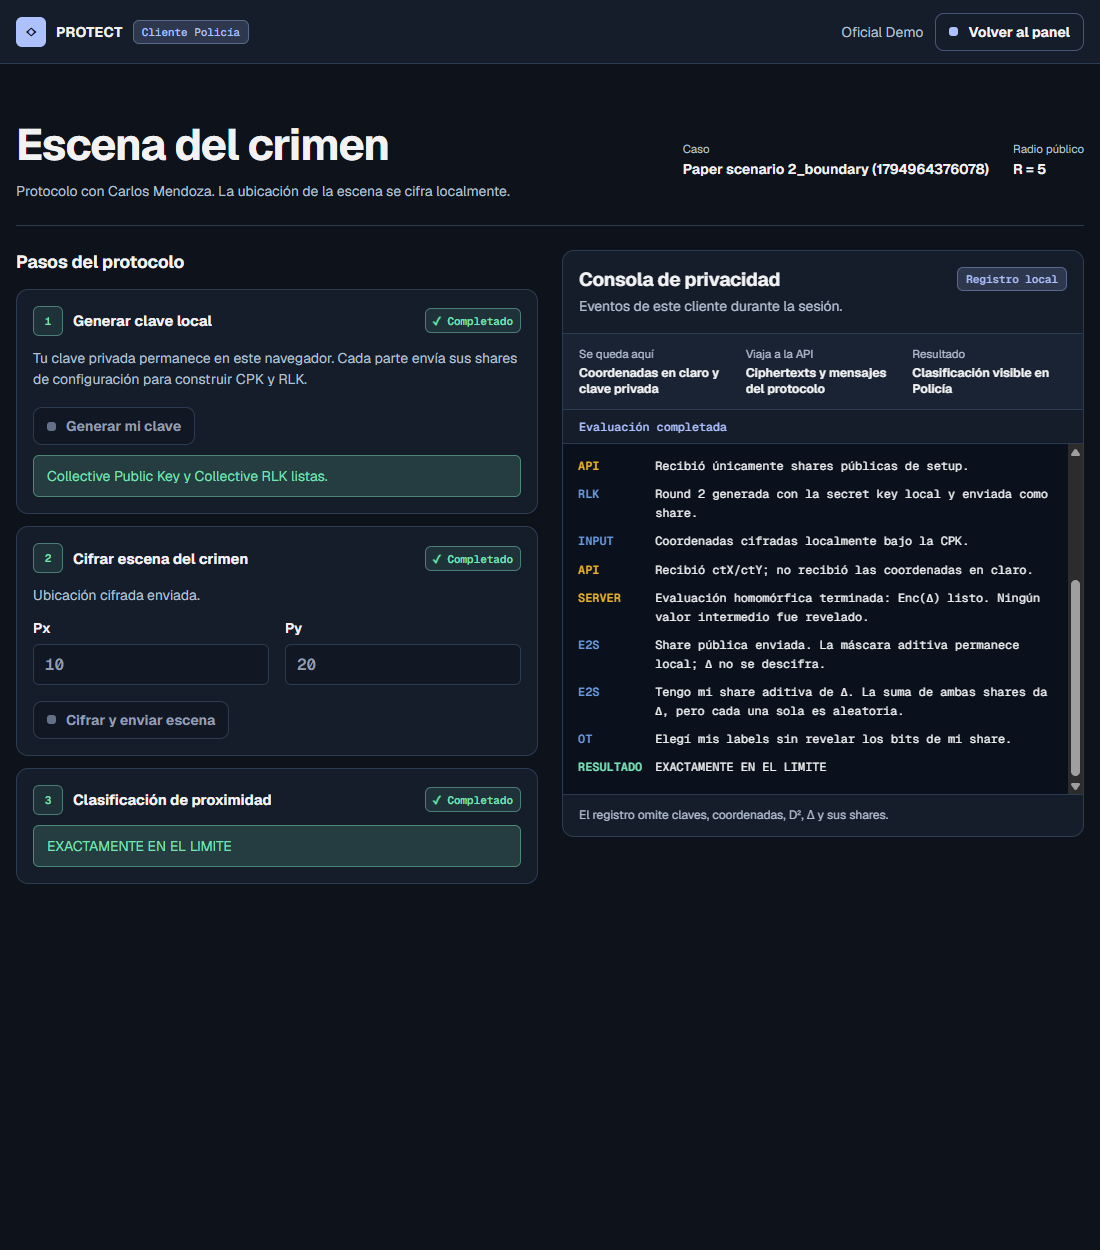 PROTECT
Cliente Policía
Oficial Demo
Volver al panel
Escena del crimen
Protocolo con Carlos Mendoza. La ubicación de la escena se cifra localmente.
Caso
Paper scenario 2_boundary (1794964376078)
Radio público
R = 5
Pasos del protocolo
1
Generar clave local
✓ Completado
Tu clave privada permanece en este navegador. Cada parte envía sus shares
de configuración para construir CPK y RLK.
Generar mi clave
Collective Public Key y Collective RLK listas.
2
Cifrar escena del crimen
✓ Completado
Ubicación cifrada enviada.
Px
Py
10
20
Cifrar y enviar escena
3
Clasificación de proximidad
✓ Completado
EXACTAMENTE EN EL LIMITE
Consola de privacidad
Registro local
Eventos de este cliente durante la sesión.
Se queda aquí
Coordenadas en claro y
clave privada
Viaja a la API
Ciphertexts y mensajes
del protocolo
Resultado
Clasificación visible en
Policía
Evaluación completada
API Recibió únicamente shares públicas de setup.
RLK Round 2 generada con la secret key local y enviada como
share.
INPUT Coordenadas cifradas localmente bajo la CPK.
API Recibió ctX/ctY; no recibió las coordenadas en claro.
SERVER Evaluación homomórfica terminada: Enc(Δ) listo. Ningún
valor intermedio fue revelado.
E2S Share pública enviada. La máscara aditiva permanece
local; Δ no se descifra.
E2S Tengo mi share aditiva de Δ. La suma de ambas shares da
Δ, pero cada una sola es aleatoria.
OT Elegí mis labels sin revelar los bits de mi share.
RESULTADO EXACTAMENTE EN EL LIMITE
El registro omite claves, coordenadas, D², Δ y sus shares.